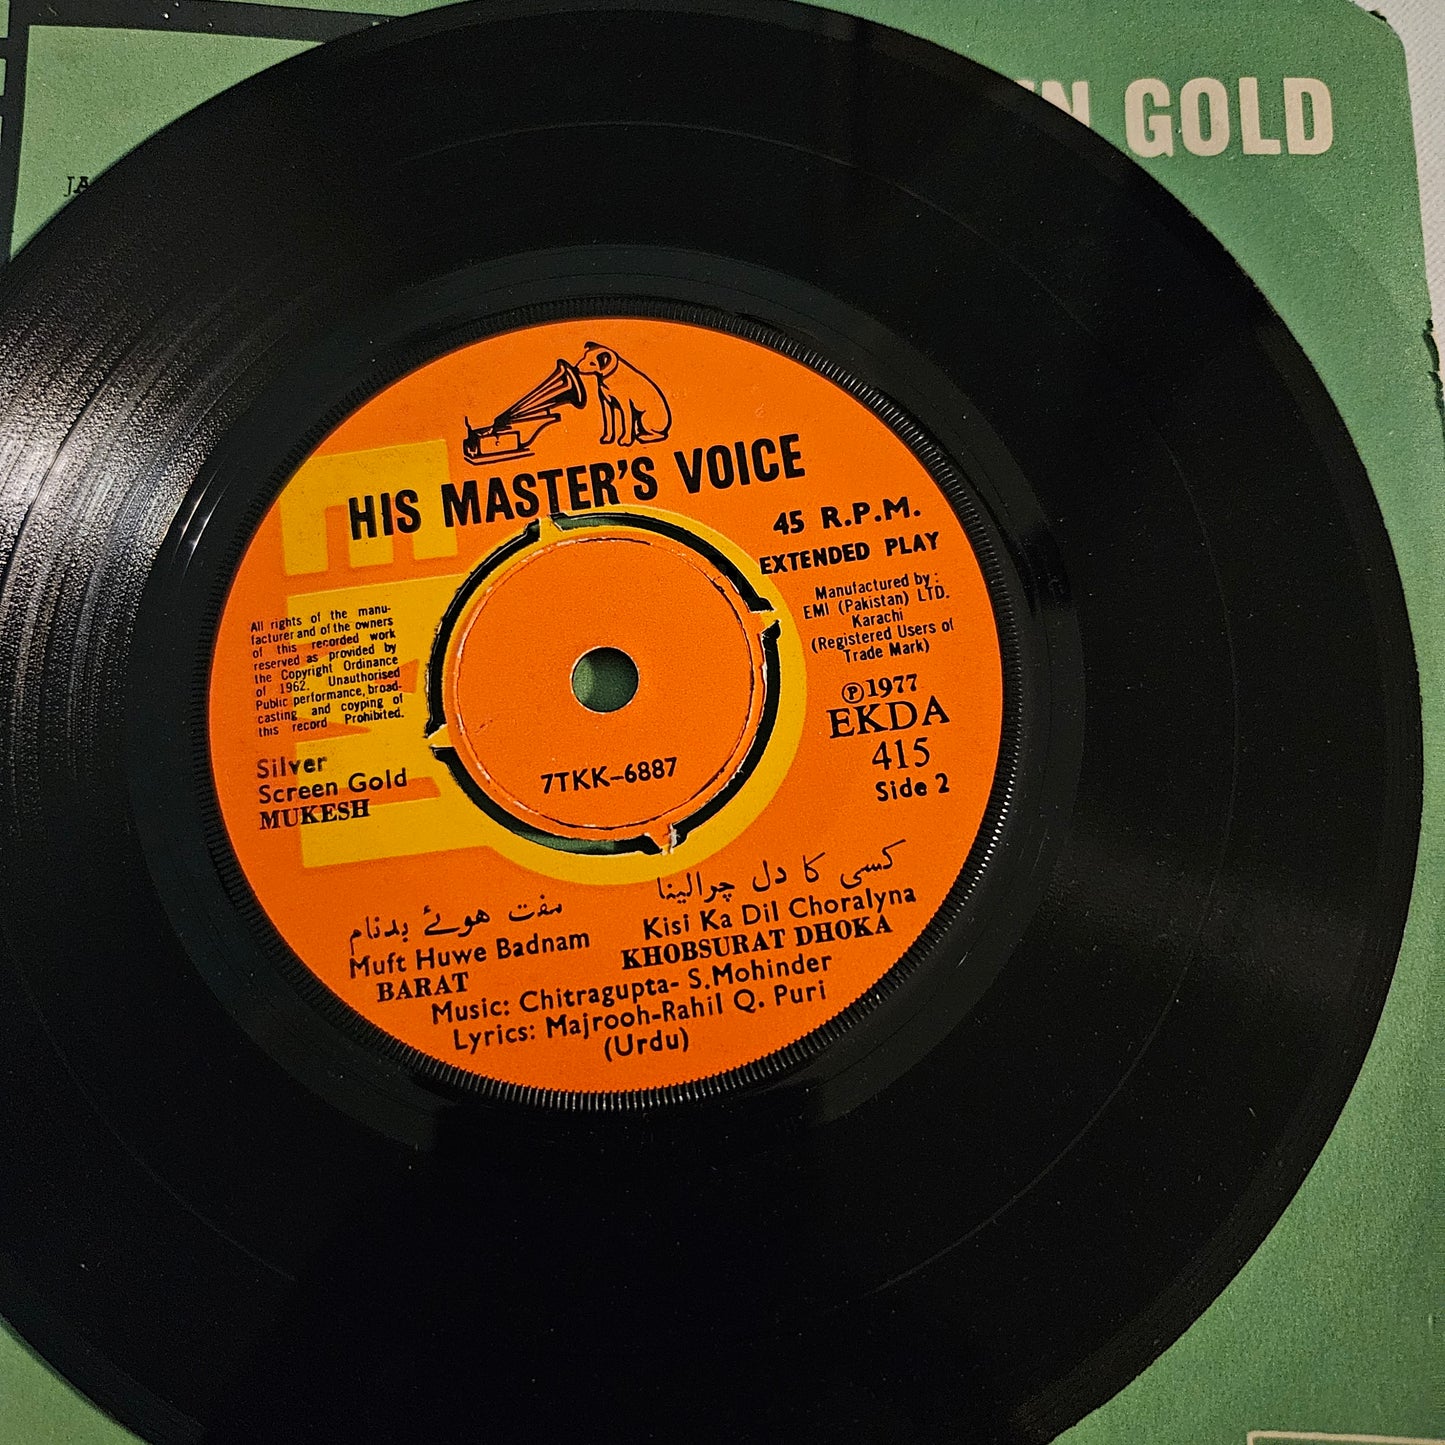 N GOLD
JA
HIS MASTER'S VOICE
45 R.P.M.
EXTENDED PLAY
Manufactured by :
EMI (Pakistan) LTD.
Karachi
(Registered Users of
Trade Mark)
All rights of the manu-
facturer and of the owners
of this recorded work
reserved as provided by
the Copyright Ordinance
of 1962. Unauthorised
Public performance, broad-
casting and coyping of
this record Prohibited.
℗1977
EKDA
415
Side 2
Silver
Screen Gold
MUKESH
7TKK-6887
مفت ھوئے بدنام
Muft Huwe Badnam
BARAT
کسی کا دل چرالینا
Kisi Ka Dil Choralyna
KHOBSURAT DHOKA
Music: Chitragupta- S.Mohinder
Lyrics: Majrooh-Rahil Q. Puri
(Urdu)